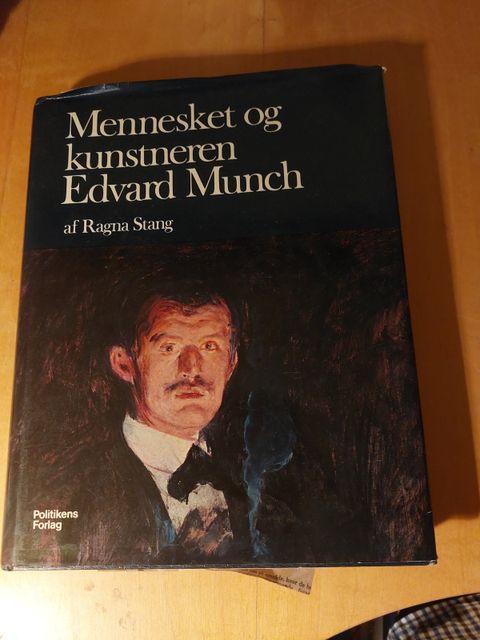 Mennesket og
kunstneren
Edvard Munch
af Ragna Stang
Politikens
Forlag